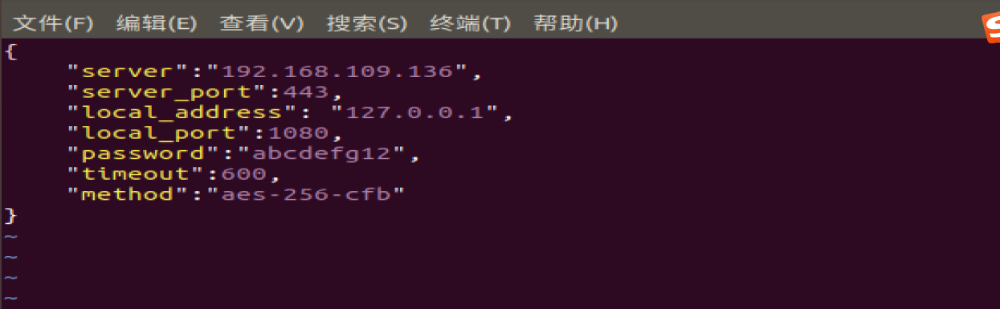 文件(F) 编辑(E) 查看(V) 搜索(S) 终端(T) 帮助(H)
{
"server":"192.168.109.136",
"server_port":443,
"local_address": "127.0.0.1",
"local_port":1080,
"password":"abcdefg12",
"timeout":600,
"method":"aes-256-cfb"
}
~
~
~
~